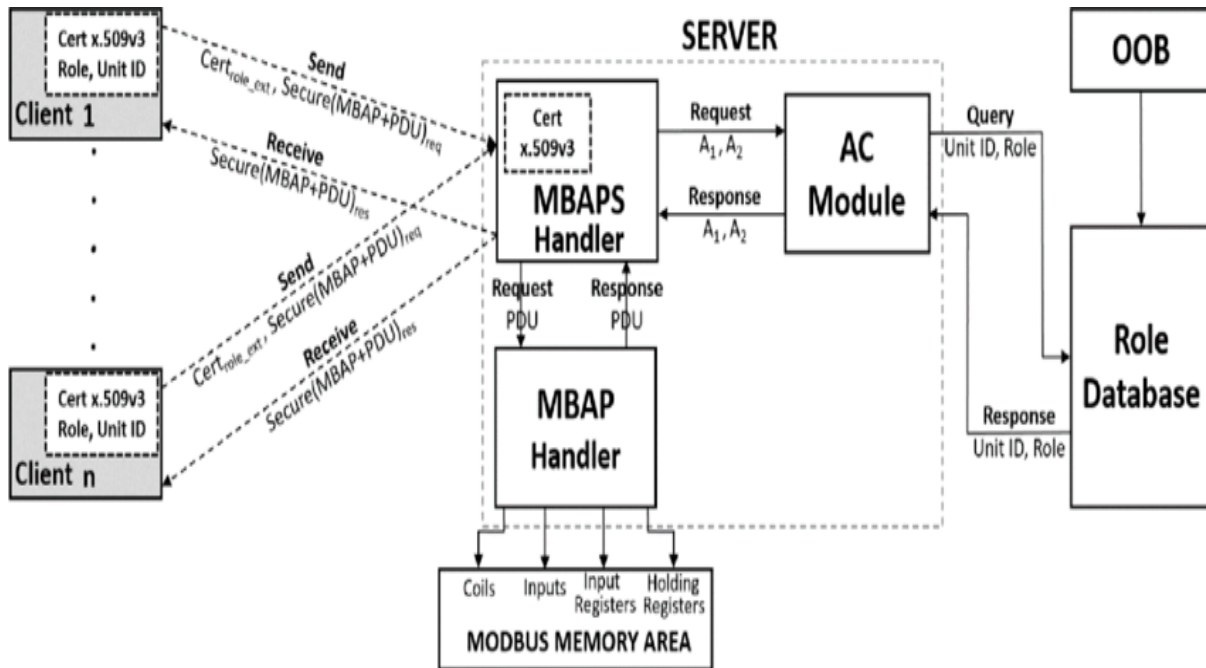 Cert x.509v3
Role, Unit ID
Client 1
Send
Cert_role_ext, Secure(MBAP+PDU)_req
Receive
Secure(MBAP+PDU)_res
Send
Cert_role_ext, Secure(MBAP+PDU)_req
Receive
Secure(MBAP+PDU)_res
Cert x.509v3
Role, Unit ID
Client n
SERVER
Cert
x.509v3
MBAPS
Handler
Request
A₁, A₂
Response
A₁, A₂
AC
Module
Request
PDU
Response
PDU
MBAP
Handler
Query
Unit ID, Role
Response
Unit ID, Role
OOB
Role
Database
Coils
Inputs
Input
Registers
Holding
Registers
MODBUS MEMORY AREA